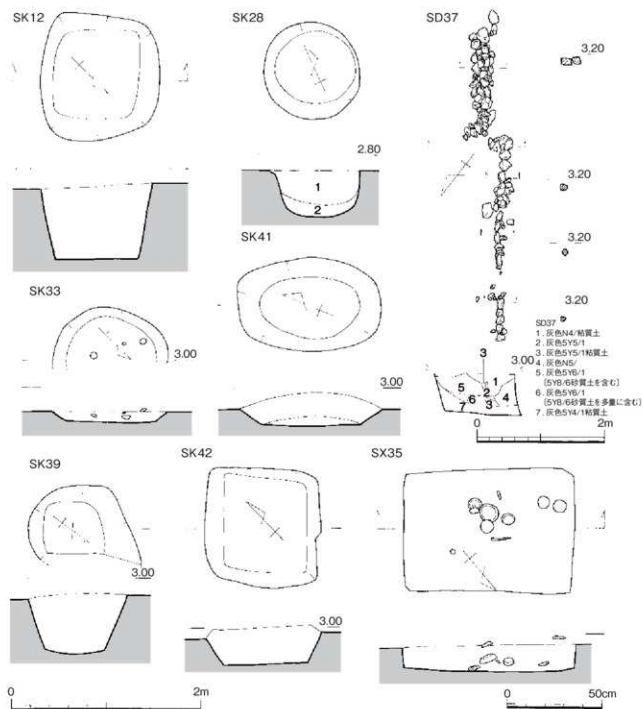 SK12
SK28
SD37
3.20
2.80
1
2
3.20
SK41
3.20
SK33
3.00
3.20
SD37
1. 灰色N4/粘質土
2. 灰色5Y5/1
3. 灰色5Y5/1粘質土
4. 灰色N5/
5. 灰色5Y6/1
[5Y8/6砂質土を含む]
6. 灰色5Y6/1
[5Y8/6砂質土を多量に含む]
7. 灰色5Y4/1粘質土
3
3.00
5
1
2
6
3
4
7
3.00
0 2m
SK39
SK42
SX35
3.00
3.00
0 2m
0 50cm